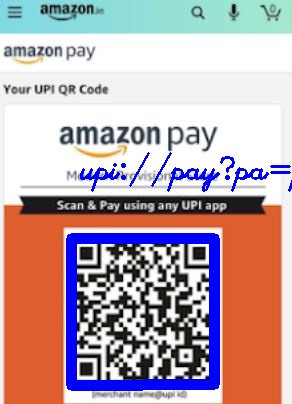 amazon.in
0
amazon pay
Your UPI QR Code
amazon pay
upi://pay?pa=
Scan & Pay using any UPI app
(merchant name@upi id)